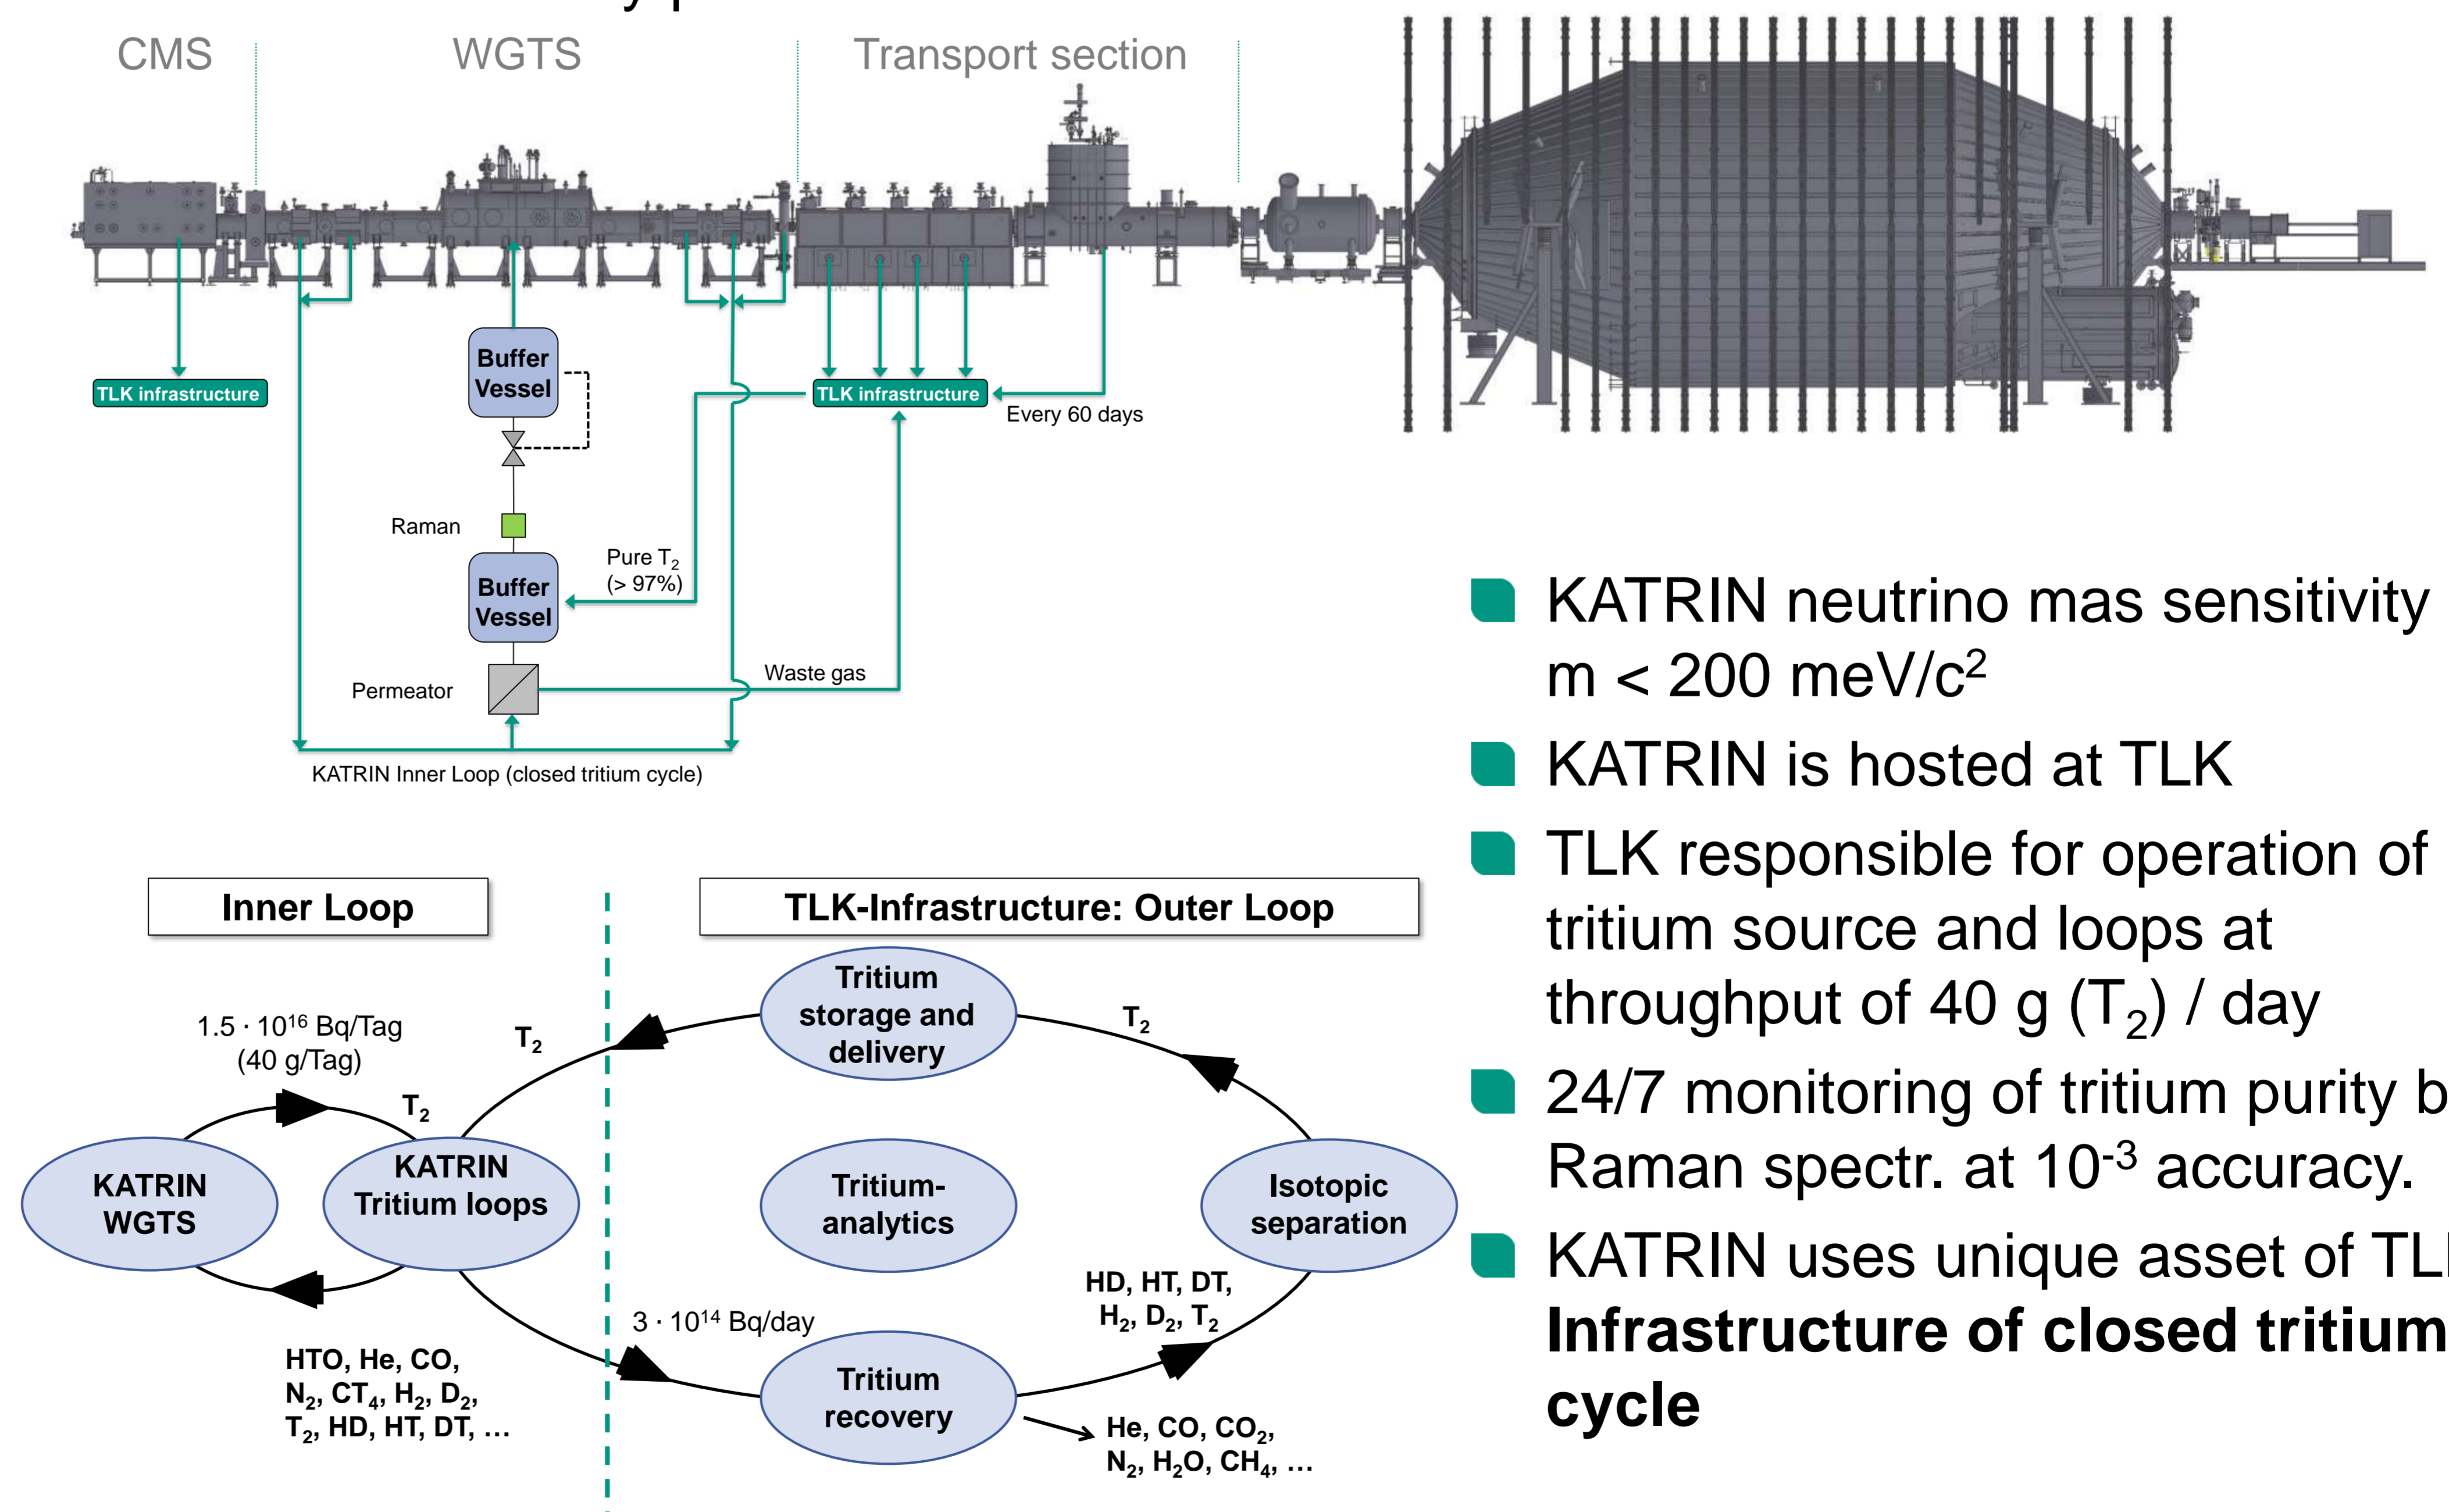 CMS
WGTS
Transport section
Buffer
Vessel
TLK infrastructure
TLK infrastructure
Every 60 days
Raman
Pure T₂
(> 97%)
Buffer
Vessel
Waste gas
Permeator
KATRIN Inner Loop (closed tritium cycle)
KATRIN neutrino mas sensitivity
m < 200 meV/c²
KATRIN is hosted at TLK
TLK responsible for operation of
tritium source and loops at
throughput of 40 g (T₂) / day
24/7 monitoring of tritium purity b
Raman spectr. at 10⁻³ accuracy.
KATRIN uses unique asset of TL
Infrastructure of closed tritium
cycle
Inner Loop
TLK-Infrastructure: Outer Loop
1.5 · 10¹⁶ Bq/Tag
(40 g/Tag)
T₂
T₂
Tritium
storage and
delivery
T₂
KATRIN
WGTS
KATRIN
Tritium loops
Tritium-
analytics
Isotopic
separation
HTO, He, CO,
N₂, CT₄, H₂, D₂,
T₂, HD, HT, DT, …
3 · 10¹⁴ Bq/day
HD, HT, DT,
H₂, D₂, T₂
Tritium
recovery
He, CO, CO₂,
N₂, H₂O, CH₄, …